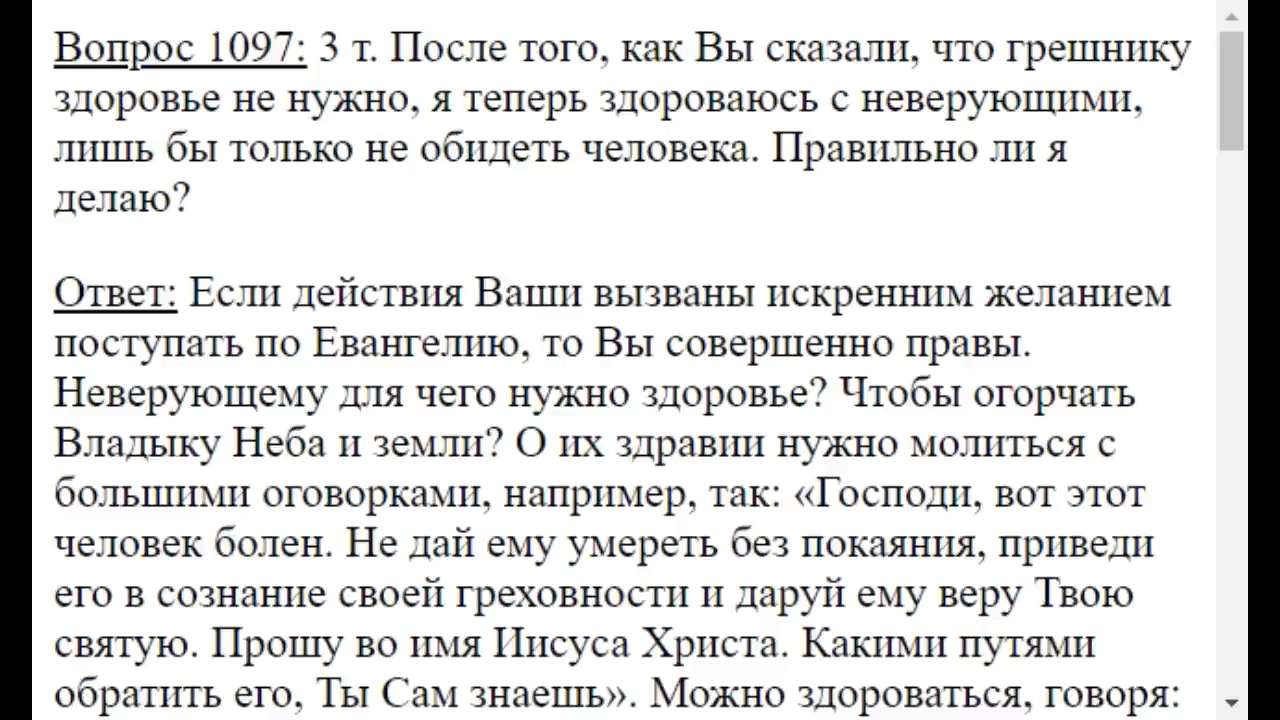 Вопрос 1097: 3 т. После того, как Вы сказали, что грешнику
здоровье не нужно, я теперь здороваюсь с неверующими,
лишь бы только не обидеть человека. Правильно ли я
делаю?
Ответ: Если действия Ваши вызваны искренним желанием
поступать по Евангелию, то Вы совершенно правы.
Неверующему для чего нужно здоровье? Чтобы огорчать
Владыку Неба и земли? О их здравии нужно молиться с
большими оговорками, например, так: «Господи, вот этот
человек болен. Не дай ему умереть без покаяния, приведи
его в сознание своей греховности и даруй ему веру Твою
святую. Прошу во имя Иисуса Христа. Какими путями
обратить его, Ты Сам знаешь». Можно здороваться, говоря: